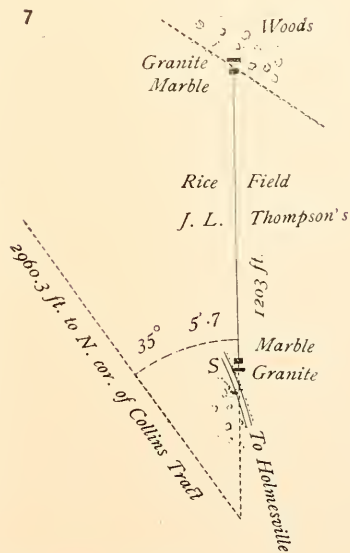 7
Woods
Granite
Marble
Rice Field
J. L. Thompson's
1203 ft.
2960.3 ft. to N. cor. of Collins Tract
35° 5'.7
Marble
S Granite
To Holmesville